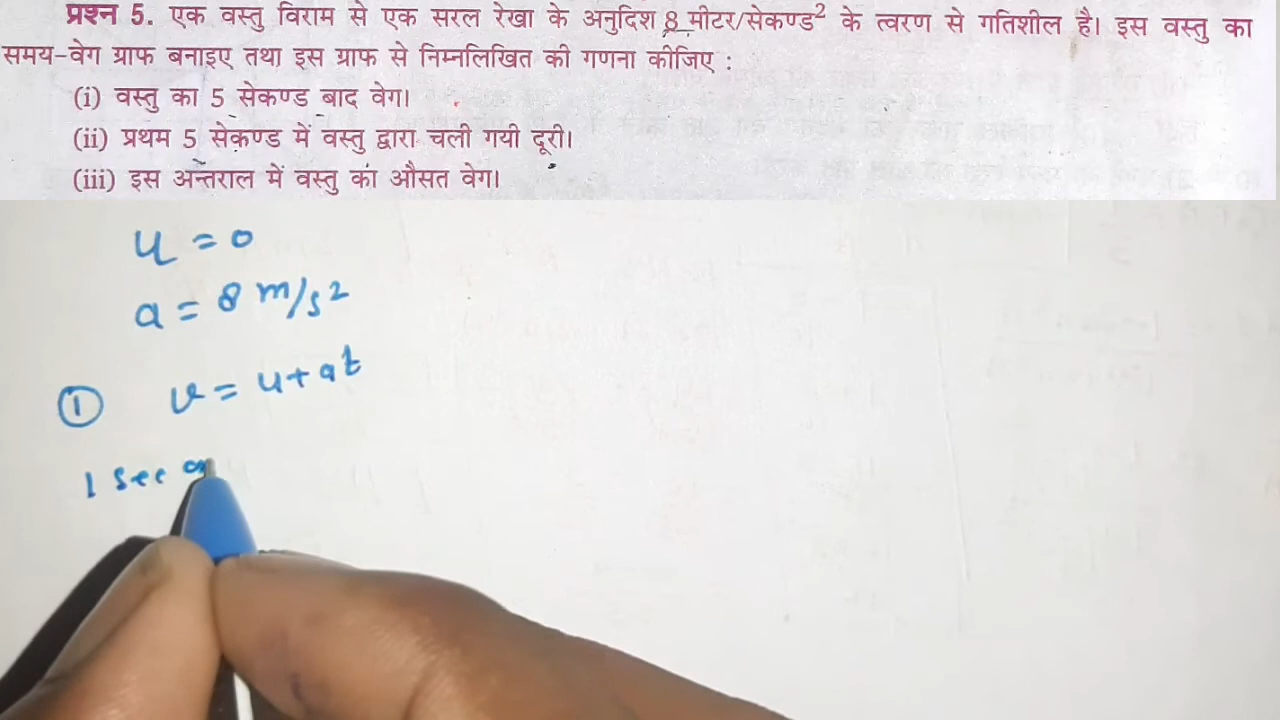 प्रश्न 5. एक वस्तु विराम से एक सरल रेखा के अनुदिश 8 मीटर/सेकण्ड² के त्वरण से गतिशील है। इस वस्तु का
समय-वेग ग्राफ बनाइए तथा इस ग्राफ से निम्नलिखित की गणना कीजिए :
(i) वस्तु का 5 सेकण्ड बाद वेग।
(ii) प्रथम 5 सेकण्ड में वस्तु द्वारा चली गयी दूरी।
(iii) इस अन्तराल में वस्तु का औसत वेग।
u = 0
a = 8 m/s²
① v = u + at
1 sec